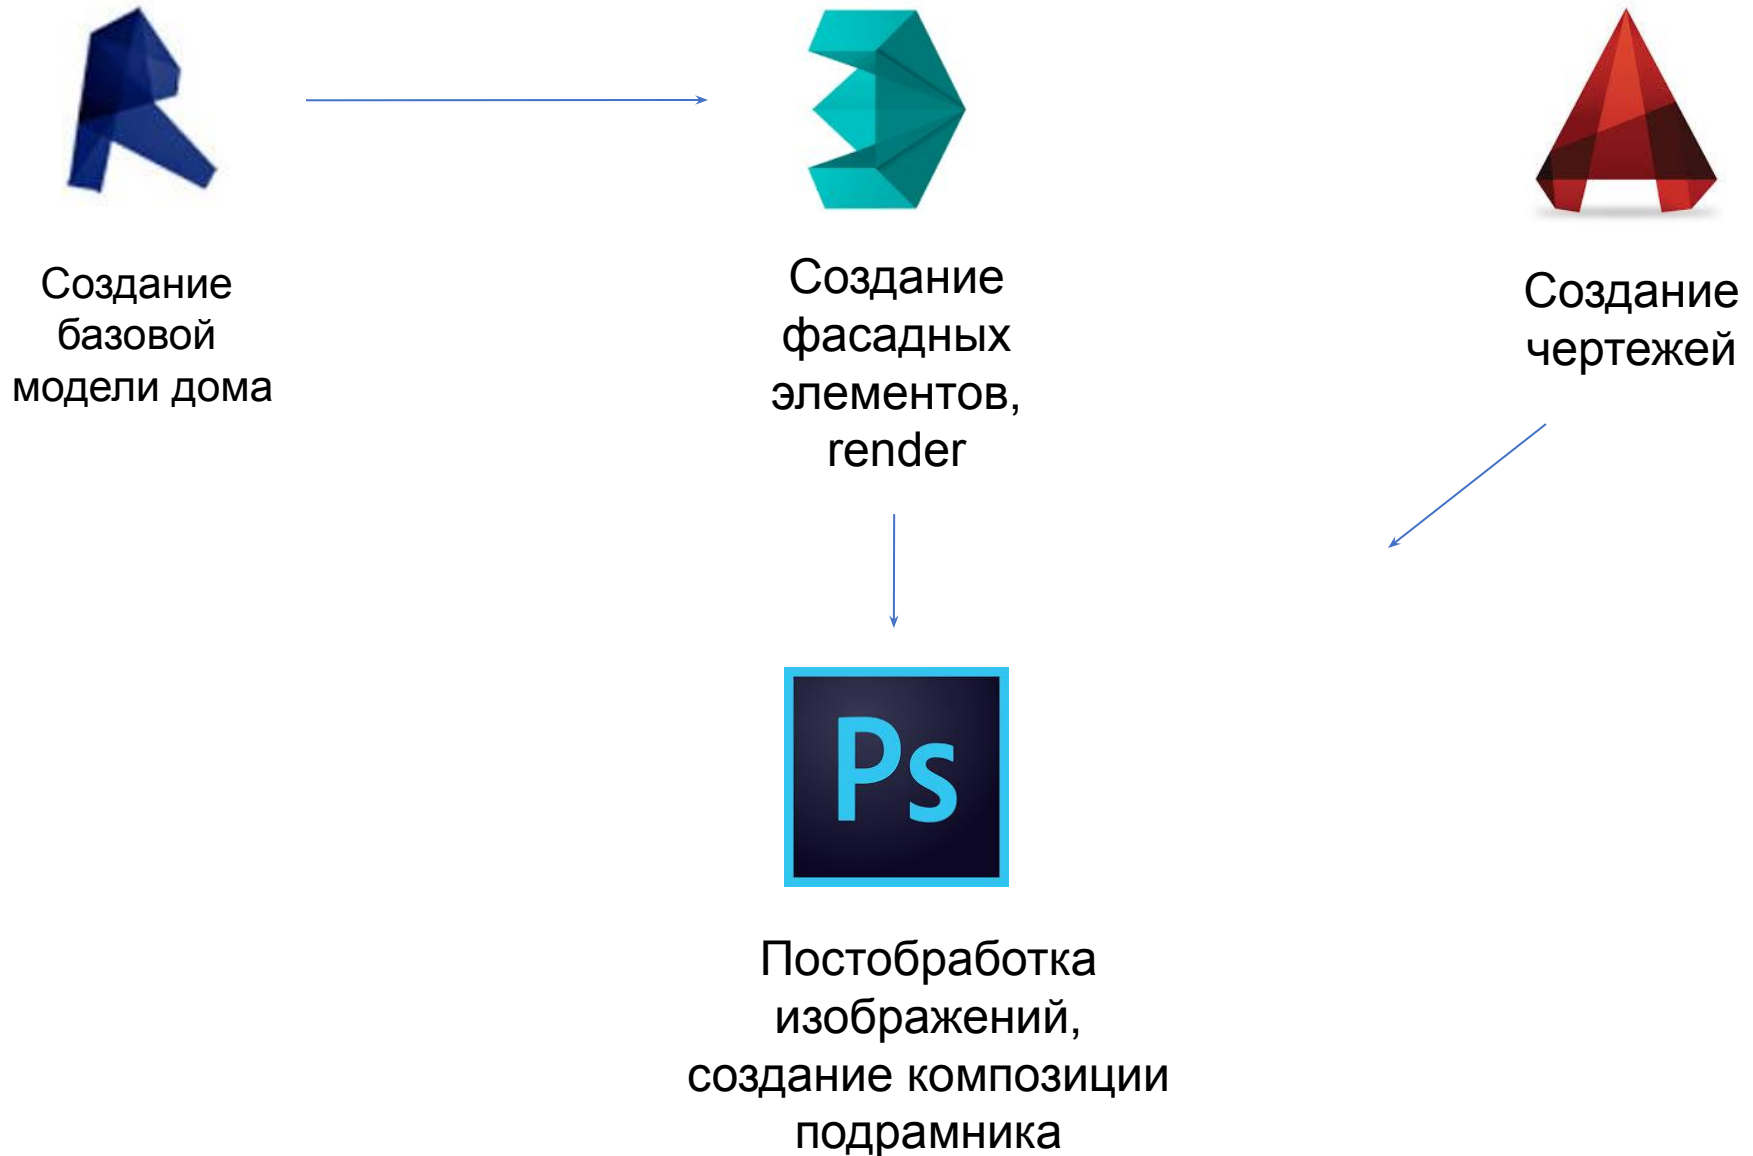 Создание
базовой
модели дома
Создание
фасадных
элементов,
render
Создание
чертежей
Ps
Постобработка
изображений,
создание композиции
подрамника